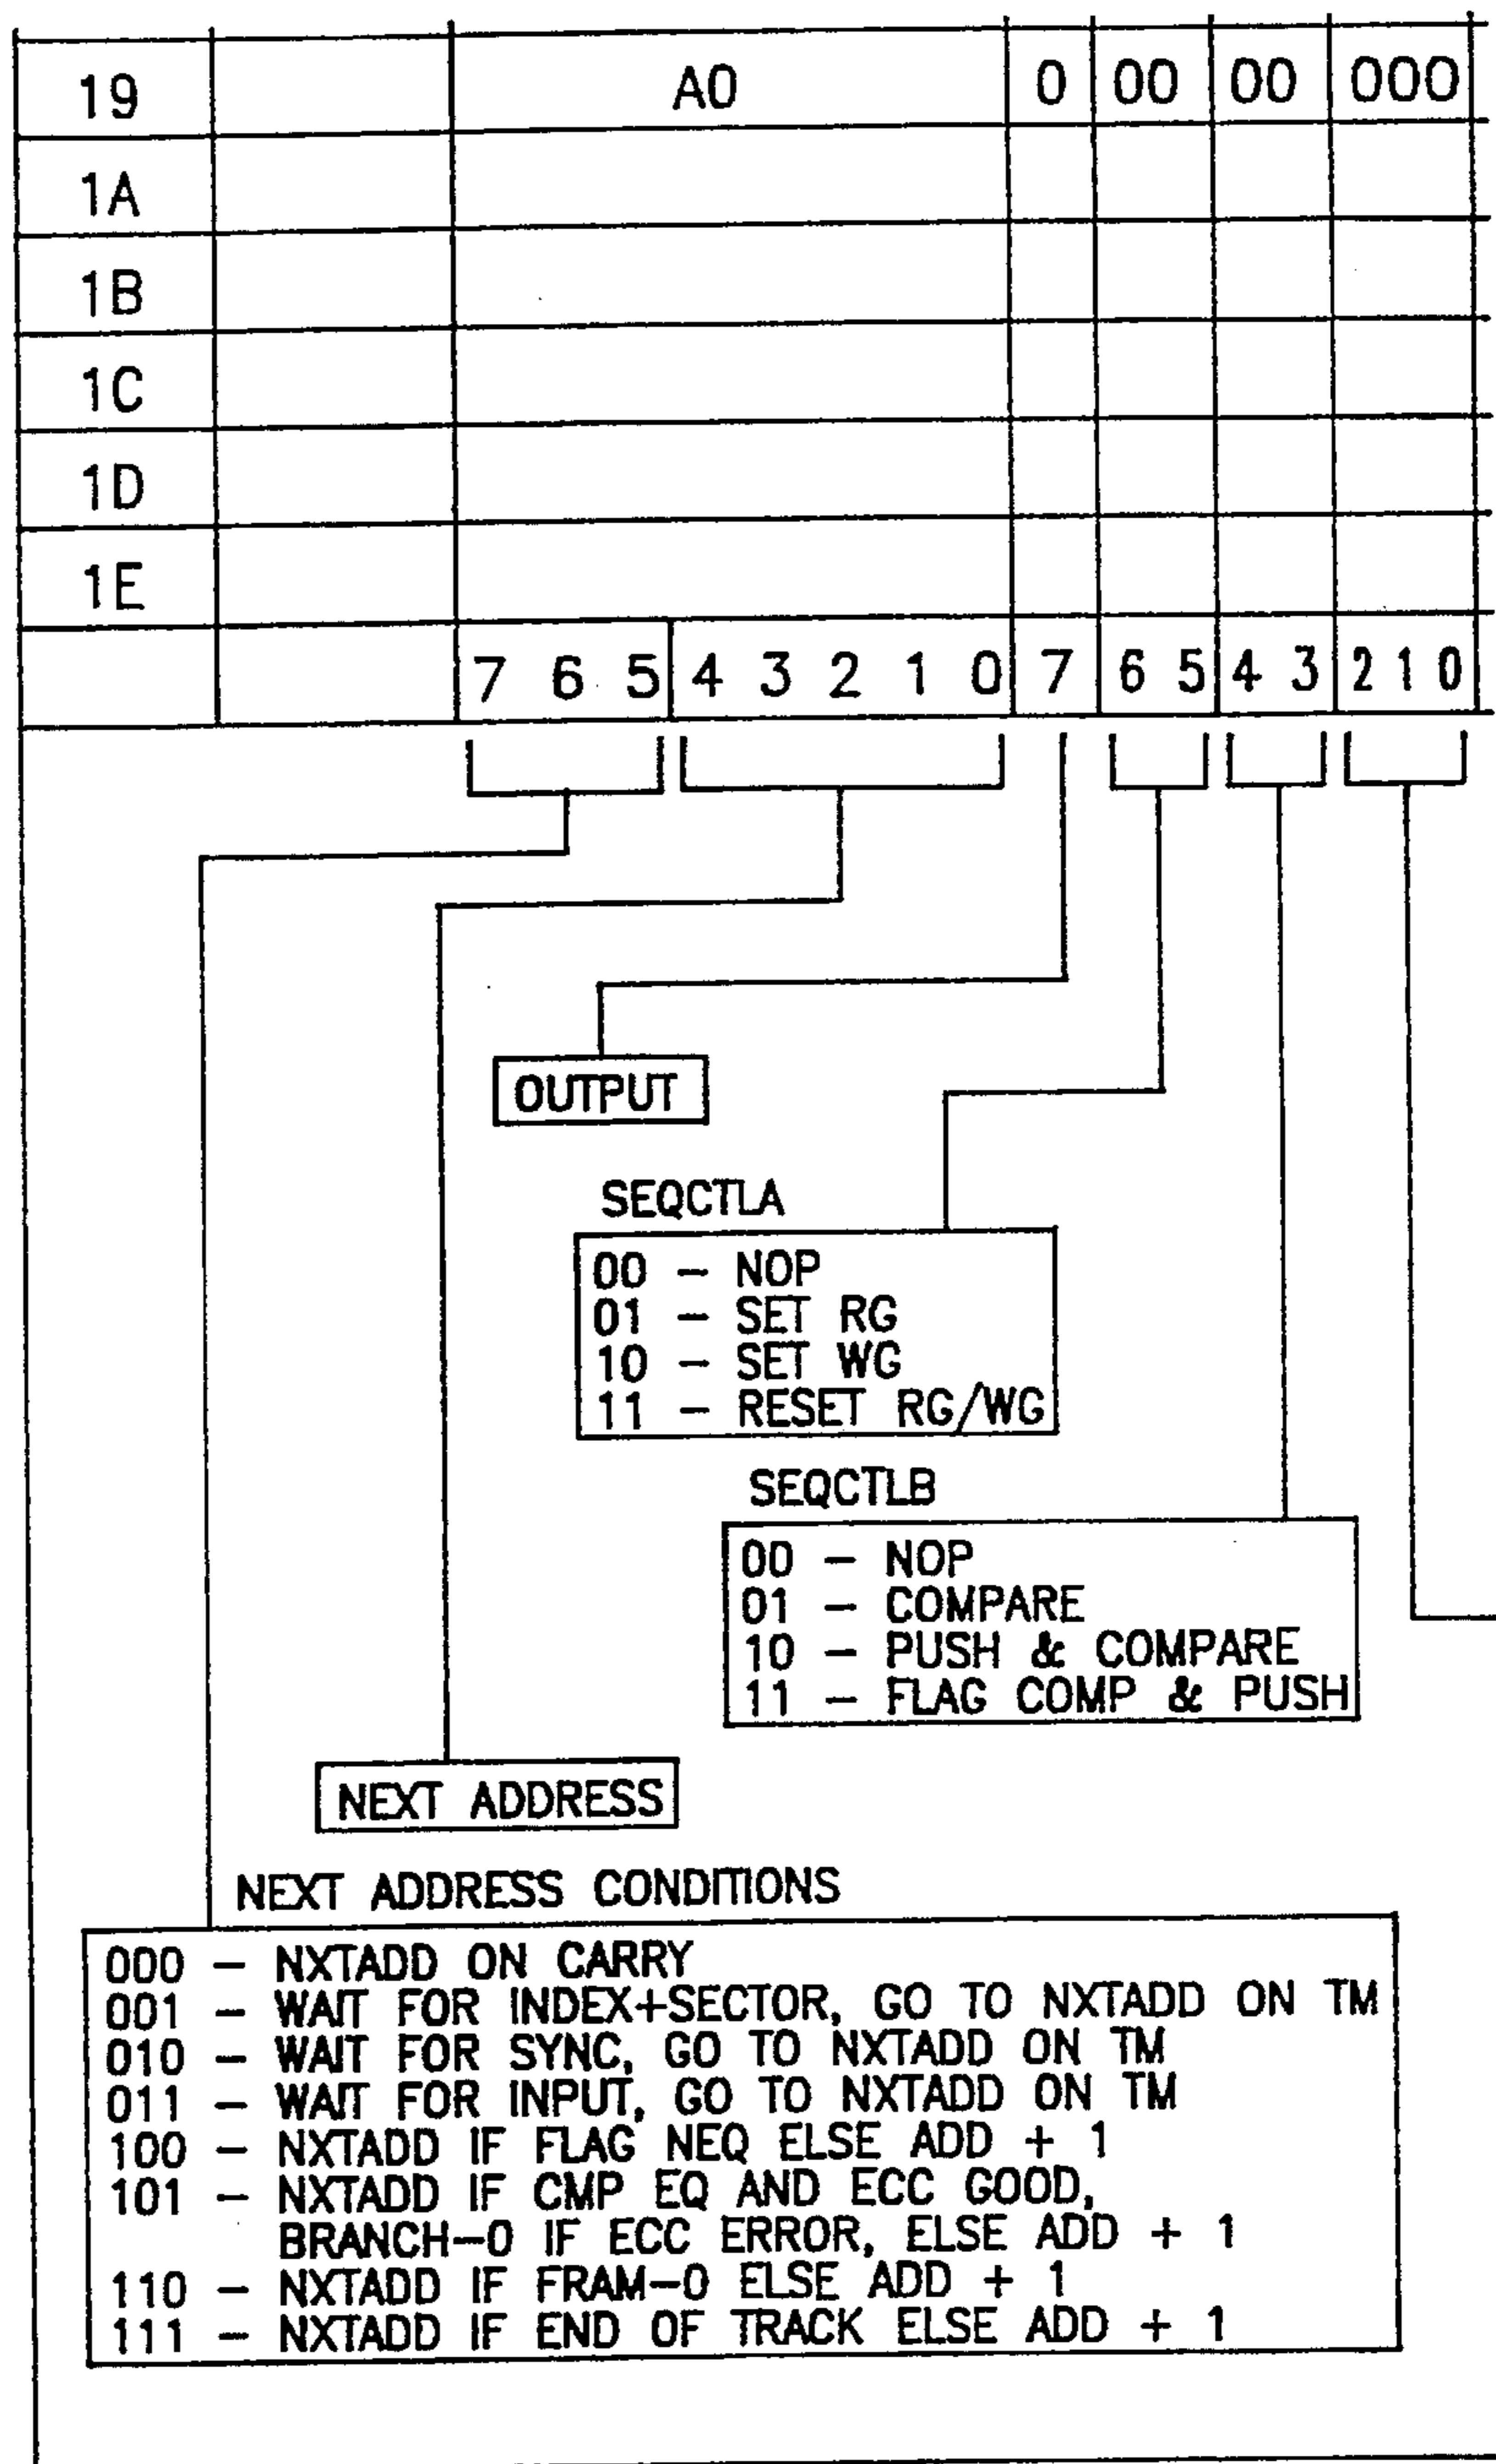 19 A0 0 00 00 000
1A
1B
1C
1D
1E
7 6 5 4 3 2 1 0 7 6 5 4 3 2 1 0
OUTPUT
SEQCTLA
00 — NOP
01 — SET RG
10 — SET WG
11 — RESET RG/WG
SEQCTLB
00 — NOP
01 — COMPARE
10 — PUSH & COMPARE
11 — FLAG COMP & PUSH
NEXT ADDRESS
NEXT ADDRESS CONDITIONS
000 — NXTADD ON CARRY
001 — WAIT FOR INDEX+SECTOR, GO TO NXTADD ON TM
010 — WAIT FOR SYNC, GO TO NXTADD ON TM
011 — WAIT FOR INPUT, GO TO NXTADD ON TM
100 — NXTADD IF FLAG NEQ ELSE ADD + 1
101 — NXTADD IF CMP EQ AND ECC GOOD,
BRANCH—0 IF ECC ERROR, ELSE ADD + 1
110 — NXTADD IF FRAM—0 ELSE ADD + 1
111 — NXTADD IF END OF TRACK ELSE ADD + 1